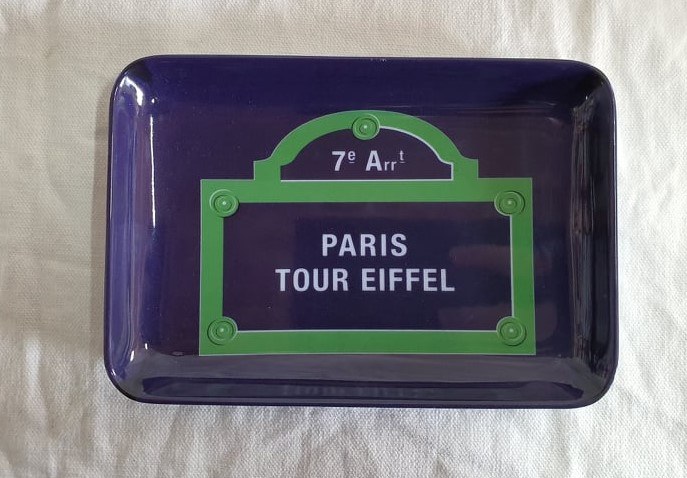 7ᵉ Arrᵗ
PARIS
TOUR EIFFEL